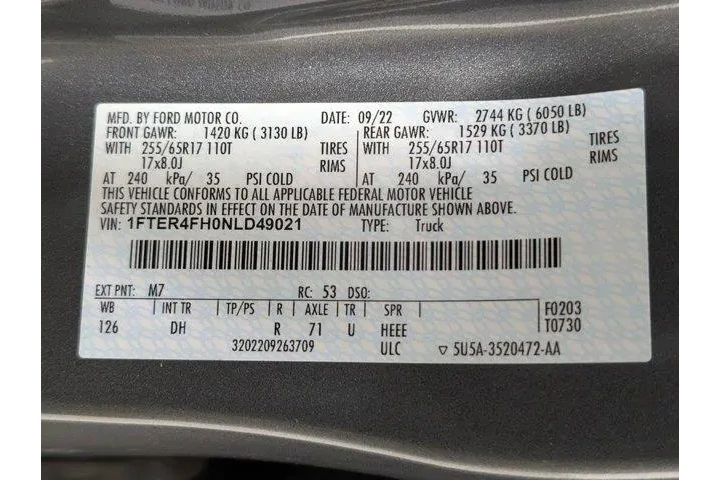 MFD. BY FORD MOTOR CO. DATE: 09/22 GVWR: 2744 KG ( 6050 LB)
FRONT GAWR: 1420 KG ( 3130 LB) REAR GAWR: 1529 KG ( 3370 LB)
WITH 255/65R17 110T TIRES WITH 255/65R17 110T TIRES
17x8.0J RIMS 17x8.0J RIMS
AT 240 kPa/ 35 PSI COLD AT 240 kPa/ 35 PSI COLD
THIS VEHICLE CONFORMS TO ALL APPLICABLE FEDERAL MOTOR VEHICLE
SAFETY STANDARDS IN EFFECT ON THE DATE OF MANUFACTURE SHOWN ABOVE.
VIN: 1FTER4FH0NLD49021 TYPE: Truck
EXT PNT: M7 RC: 53 DSO:
WB INT TR TP/PS R AXLE TR SPR F0203
126 DH R 71 U HEEE T0730
3202209263709 ULC ▽ 5U5A-3520472-AA